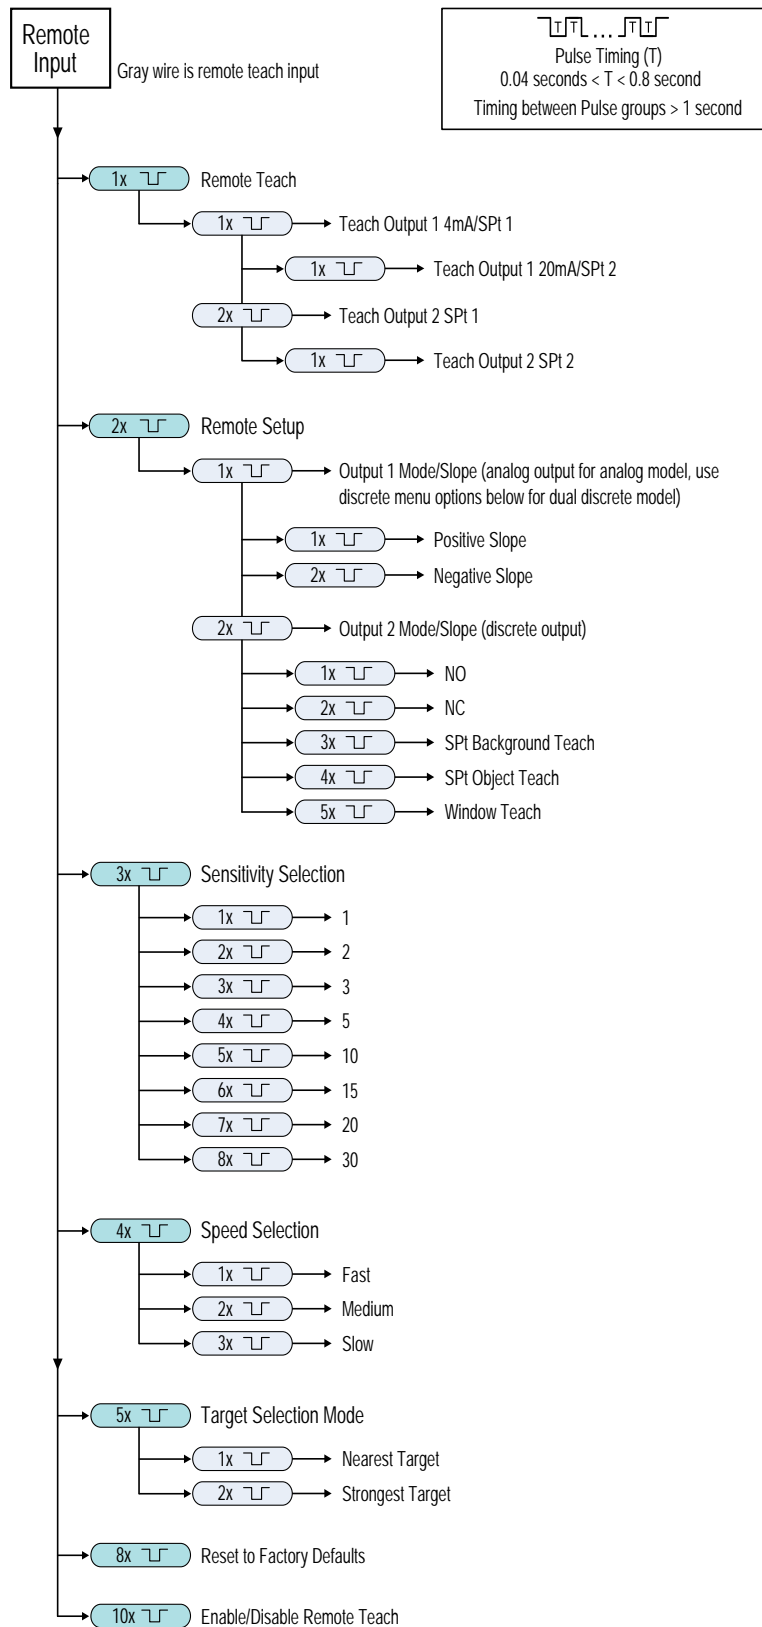 Remote
Input
Gray wire is remote teach input
T T ... T T
Pulse Timing (T)
0.04 seconds < T < 0.8 second
Timing between Pulse groups > 1 second
1x Remote Teach
1x Teach Output 1 4mA/SPt 1
1x Teach Output 1 20mA/SPt 2
2x Teach Output 2 SPt 1
1x Teach Output 2 SPt 2
2x Remote Setup
1x Output 1 Mode/Slope (analog output for analog model, use
discrete menu options below for dual discrete model)
1x Positive Slope
2x Negative Slope
2x Output 2 Mode/Slope (discrete output)
1x NO
2x NC
3x SPt Background Teach
4x SPt Object Teach
5x Window Teach
3x Sensitivity Selection
1x 1
2x 2
3x 3
4x 5
5x 10
6x 15
7x 20
8x 30
4x Speed Selection
1x Fast
2x Medium
3x Slow
5x Target Selection Mode
1x Nearest Target
2x Strongest Target
8x Reset to Factory Defaults
10x Enable/Disable Remote Teach